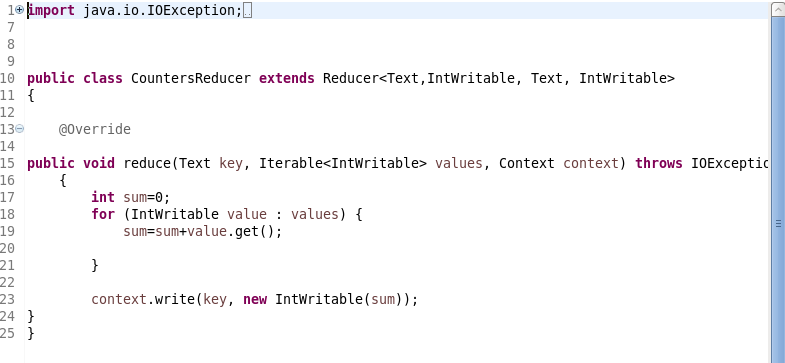 1 import java.io.IOException;
7
8
9
10 public class CountersReducer extends Reducer<Text,IntWritable, Text, IntWritable>
11 {
12
13     @Override
14
15 public void reduce(Text key, Iterable<IntWritable> values, Context context) throws IOExceptio
16     {
17         int sum=0;
18         for (IntWritable value : values) {
19             sum=sum+value.get();
20
21         }
22
23         context.write(key, new IntWritable(sum));
24 }
25 }